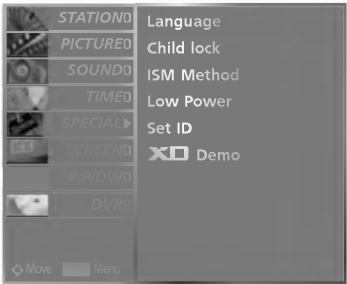 STATION
PICTURE
SOUND
TIME
SPECIAL
SCREEN
PIP/DW
DVR
Move Menu
Language
Child lock
ISM Method
Low Power
Set ID
XD Demo